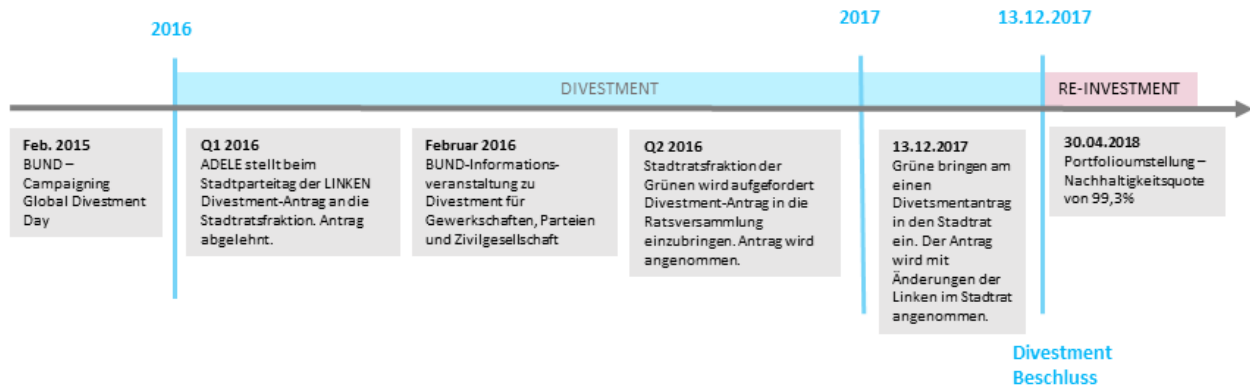 2016
2017
13.12.2017
DIVESTMENT
RE-INVESTMENT
Feb. 2015
BUND –
Campaigning
Global Divestment
Day
Q1 2016
ADELE stellt beim
Stadtparteitag der LINKEN
Divestment-Antrag an die
Stadtratsfraktion. Antrag
abgelehnt.
Februar 2016
BUND-Informations-
veranstaltung zu
Divestment für
Gewerkschaften, Parteien
und Zivilgesellschaft
Q2 2016
Stadtratsfraktion der
Grünen wird aufgefordert
Divestment-Antrag in die
Ratsversammlung
einzubringen. Antrag wird
angenommen.
13.12.2017
Grüne bringen am
einen
Divetsmentantrag
in den Stadtrat
ein. Der Antrag
wird mit
Änderungen der
Linken im Stadtrat
angenommen.
30.04.2018
Portfolioumstellung –
Nachhaltigkeitsquote
von 99,3%
Divestment
Beschluss